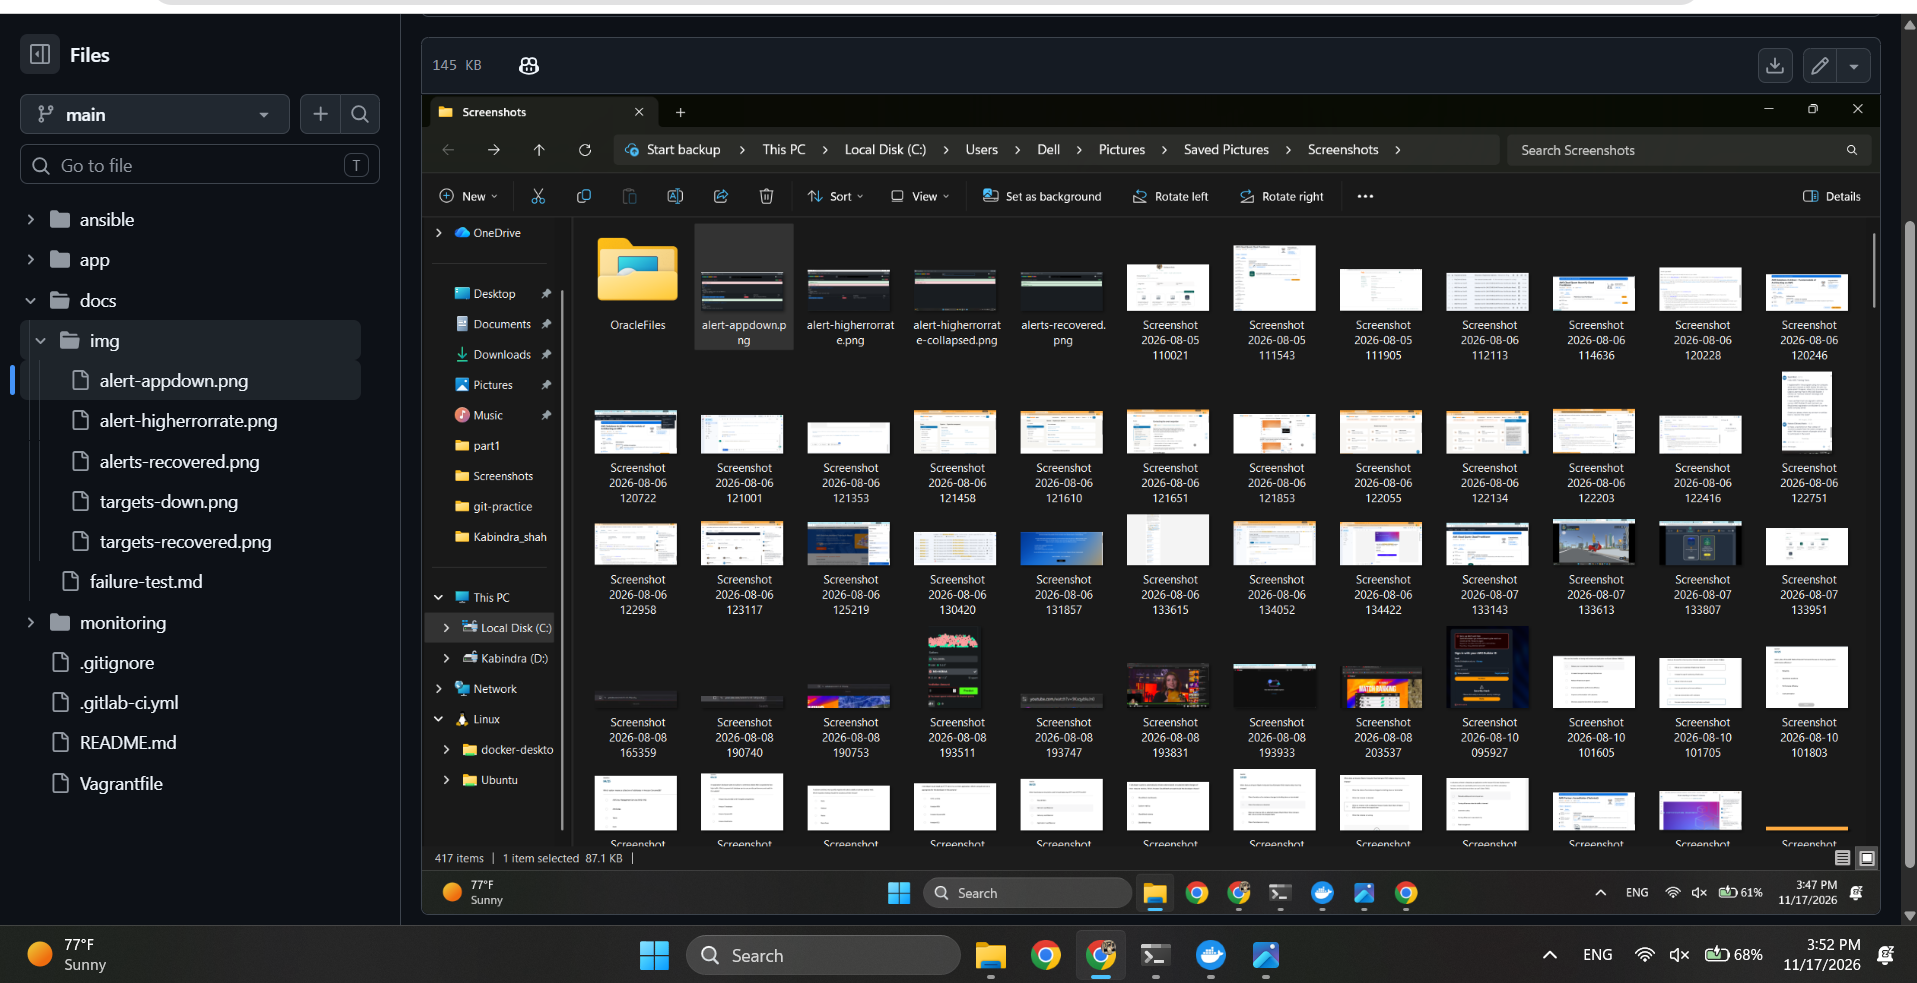 Files
main
Go to file
T
ansible
app
docs
img
alert-appdown.png
alert-higherrorrate.png
alerts-recovered.png
targets-down.png
targets-recovered.png
failure-test.md
monitoring
.gitignore
.gitlab-ci.yml
README.md
Vagrantfile
145 KB
Screenshots
Start backup
This PC
Local Disk (C:)
Users
Dell
Pictures
Saved Pictures
Screenshots
Search Screenshots
New
Sort
View
Set as background
Rotate left
Rotate right
Details
OneDrive
Desktop
Documents
Downloads
Pictures
Music
part1
Screenshots
git-practice
Kabindra_shah
This PC
Local Disk (C:)
Kabindra (D:)
Network
Linux
docker-deskto
Ubuntu
OracleFiles
alert-appdown.p
ng
alert-higherrorrat
e.png
alert-higherrorrat
e-collapsed.png
alerts-recovered.
png
Screenshot
2026-08-05
110021
Screenshot
2026-08-05
111543
Screenshot
2026-08-05
111905
Screenshot
2026-08-06
112113
Screenshot
2026-08-06
114636
Screenshot
2026-08-06
120228
Screenshot
2026-08-06
120246
Screenshot
2026-08-06
120722
Screenshot
2026-08-06
121001
Screenshot
2026-08-06
121353
Screenshot
2026-08-06
121458
Screenshot
2026-08-06
121610
Screenshot
2026-08-06
121651
Screenshot
2026-08-06
121853
Screenshot
2026-08-06
122055
Screenshot
2026-08-06
122134
Screenshot
2026-08-06
122203
Screenshot
2026-08-06
122416
Screenshot
2026-08-06
122751
Screenshot
2026-08-06
122958
Screenshot
2026-08-06
123117
Screenshot
2026-08-06
125219
Screenshot
2026-08-06
130420
Screenshot
2026-08-06
131857
Screenshot
2026-08-06
133615
Screenshot
2026-08-06
134052
Screenshot
2026-08-06
134422
Screenshot
2026-08-07
133143
Screenshot
2026-08-07
133613
Screenshot
2026-08-07
133807
Screenshot
2026-08-07
133951
Screenshot
2026-08-08
165359
Screenshot
2026-08-08
190740
Screenshot
2026-08-08
190753
Screenshot
2026-08-08
193511
Screenshot
2026-08-08
193747
Screenshot
2026-08-08
193831
Screenshot
2026-08-08
193933
Screenshot
2026-08-08
203537
Screenshot
2026-08-10
095927
Screenshot
2026-08-10
101605
Screenshot
2026-08-10
101705
Screenshot
2026-08-10
101803
Screenshot
Screenshot
Screenshot
Screenshot
Screenshot
Screenshot
Screenshot
Screenshot
Screenshot
Screenshot
Screenshot
Screenshot
417 items
1 item selected 87.1 KB
77°F
Sunny
Search
ENG
61%
3:47 PM
11/17/2026
77°F
Sunny
Search
ENG
68%
3:52 PM
11/17/2026